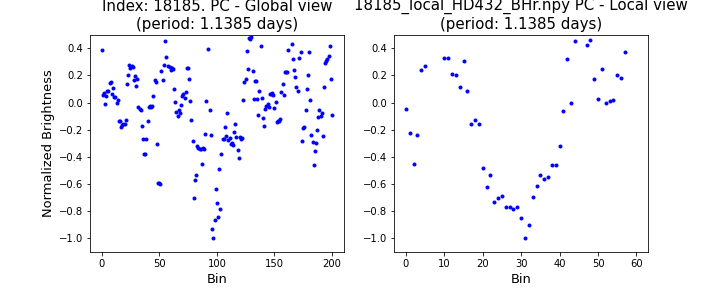 Index: 18185. PC - Global view
(period: 1.1385 days)
18185_local_HD432_BHr.npy PC - Local view
(period: 1.1385 days)
Normalized Brightness
0.4
0.2
0.0
−0.2
−0.4
−0.6
−0.8
−1.0
0 50 100 150 200
Bin
0.4
0.2
0.0
−0.2
−0.4
−0.6
−0.8
−1.0
0 10 20 30 40 50 60
Bin